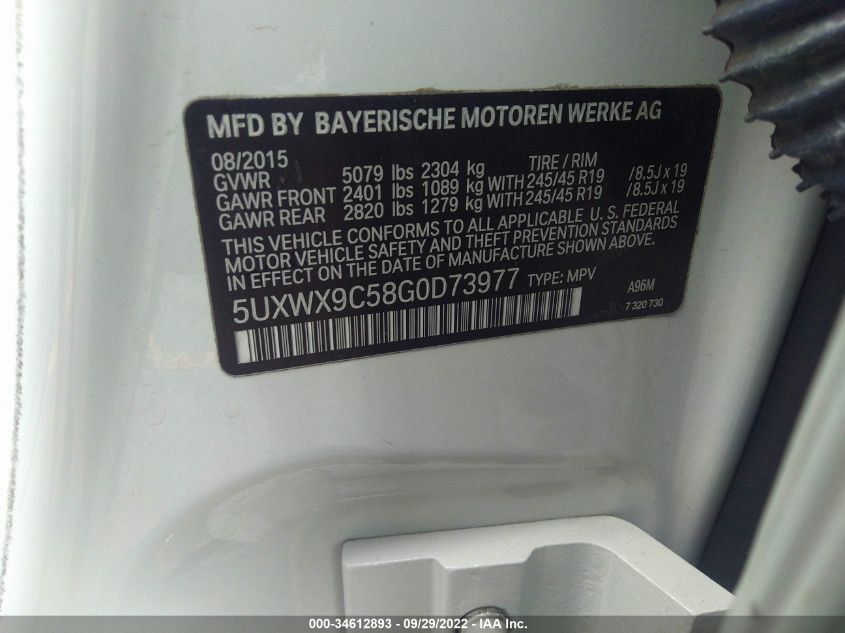 MFD BY BAYERISCHE MOTOREN WERKE AG
08/2015 TIRE / RIM
GVWR 5079 lbs 2304 kg
GAWR FRONT 2401 lbs 1089 kg WITH 245/45 R19 /8.5J x 19
GAWR REAR 2820 lbs 1279 kg WITH 245/45 R19 /8.5J x 19
THIS VEHICLE CONFORMS TO ALL APPLICABLE U. S. FEDERAL
MOTOR VEHICLE SAFETY AND THEFT PREVENTION STANDARDS
IN EFFECT ON THE DATE OF MANUFACTURE SHOWN ABOVE.
5UXWX9C58G0D73977 TYPE: MPV A96M
7 320 730
000-34612893 - 09/29/2022 - IAA Inc.